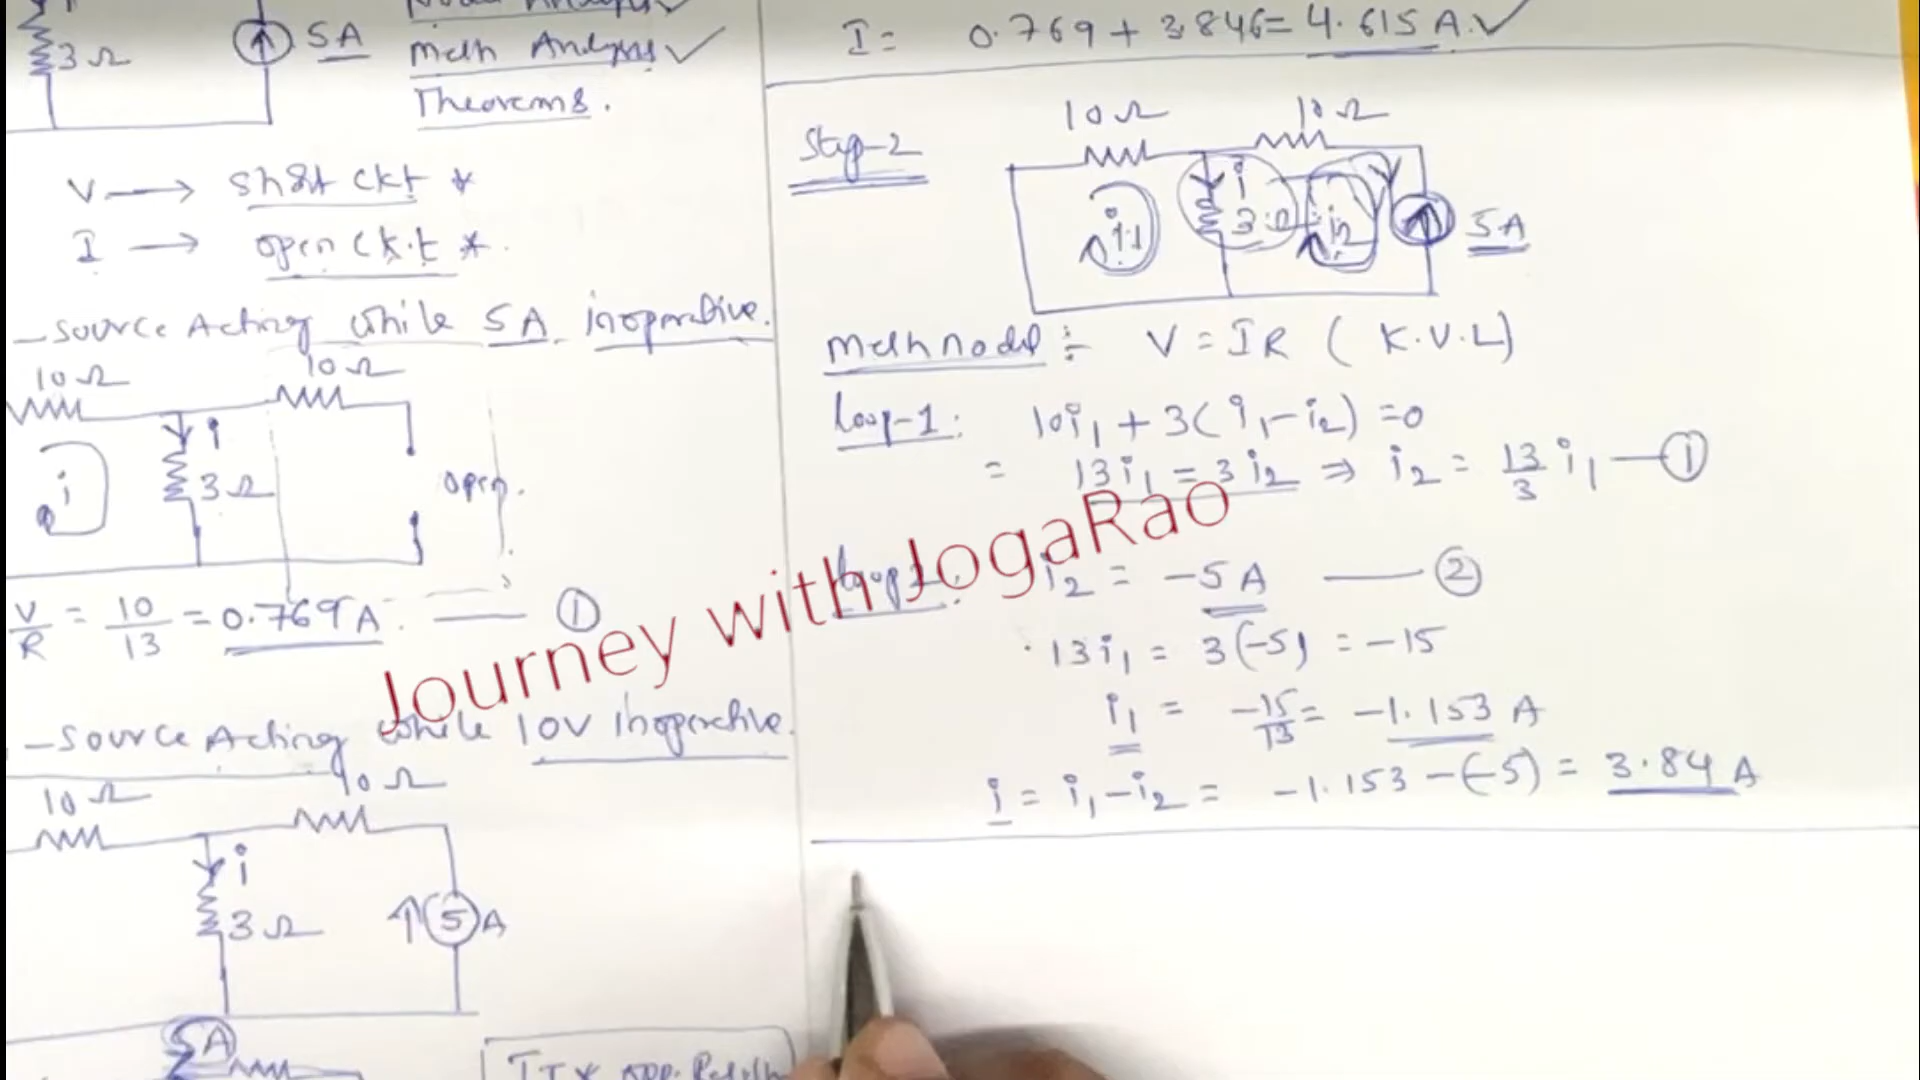 3Ω
5A
Mesh Analysis ✓
Theorems.
V → short ckt *
I → open ckt *
-Source Acting while 5A inoperative.
10Ω
10Ω
i
i
3Ω
open.
V/R = 10/13 = 0.769 A. — ①
-Source Acting while 10V Inoperative.
10Ω
10Ω
i
3Ω
↑ 5 A
5A
I = 0.769 + 3.846 = 4.615 A. ✓
Step-2
10Ω
10Ω
i
i1
3Ω
i2
5A
V = IR ( K.V.L)
Loop-1: 10i1 + 3(i1 - i2) = 0
= 13i1 = 3i2 ⇒ i2 = 13/3 i1 — ①
i2 = -5A — ②
13i1 = 3(-5) = -15
i1 = -15/13 = -1.153 A
i = i1 - i2 = -1.153 - (-5) = 3.84 A
Journey with JogaRao